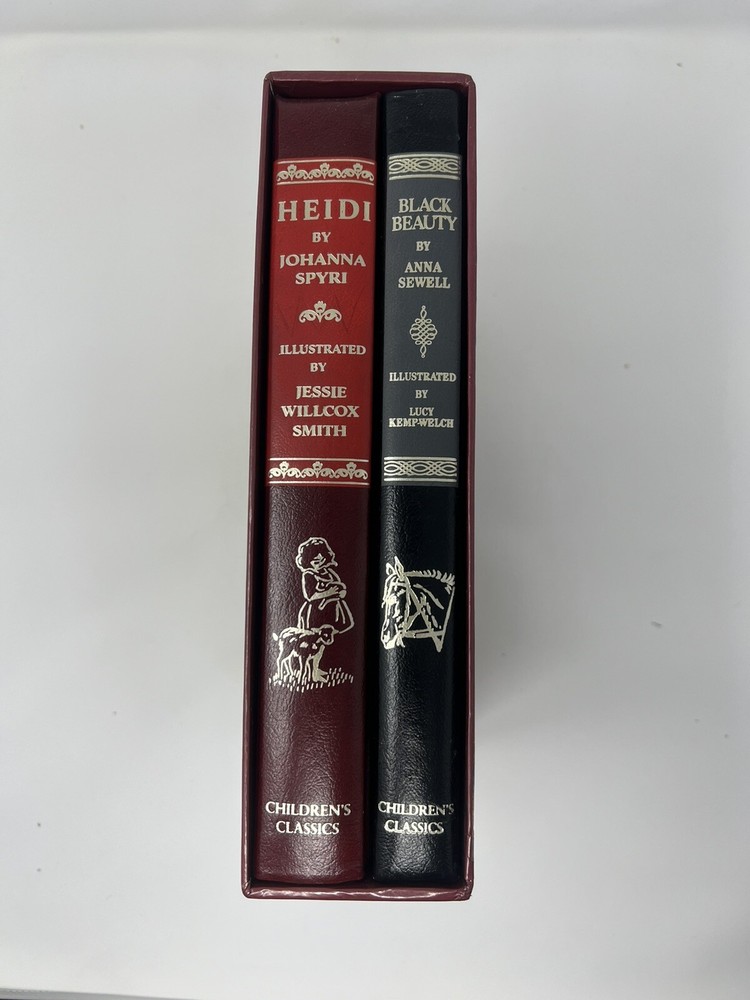 HEIDI
BY
JOHANNA
SPYRI
ILLUSTRATED
BY
JESSIE
WILLCOX
SMITH
CHILDREN'S
CLASSICS
BLACK
BEAUTY
BY
ANNA
SEWELL
ILLUSTRATED
BY
LUCY
KEMP-WELCH
CHILDREN'S
CLASSICS